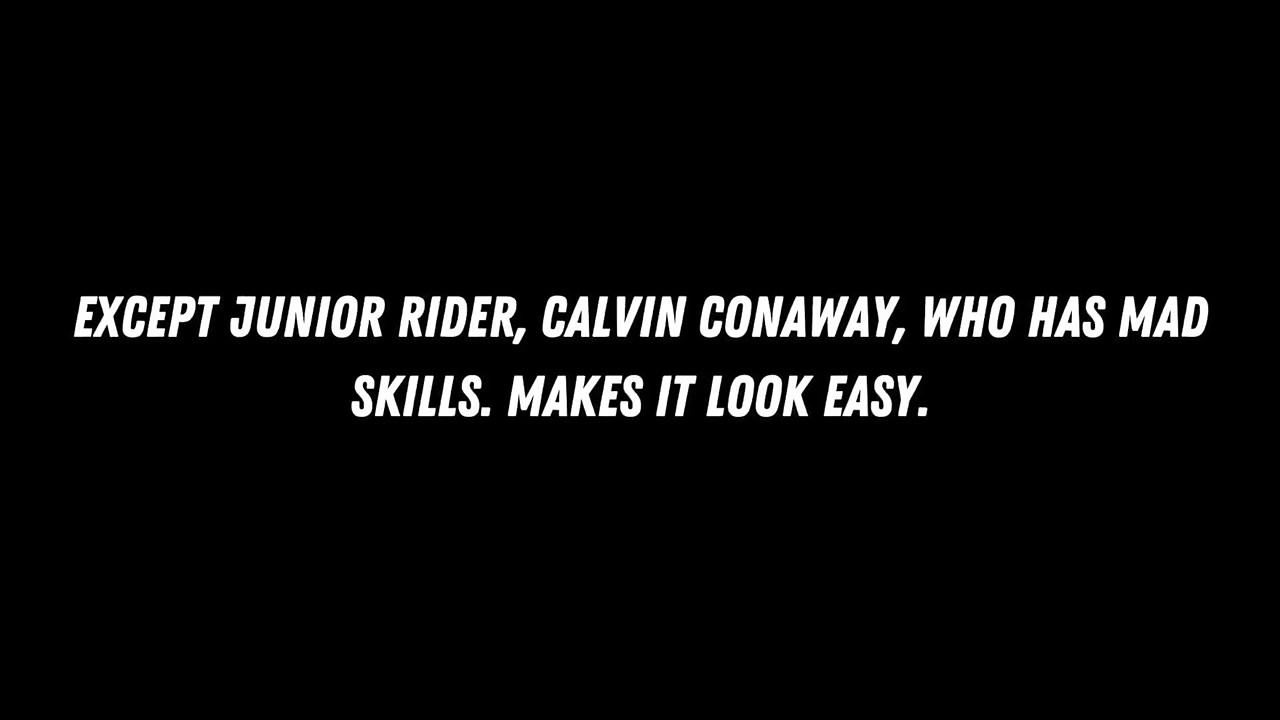 EXCEPT JUNIOR RIDER, CALVIN CONAWAY, WHO HAS MAD
SKILLS. MAKES IT LOOK EASY.